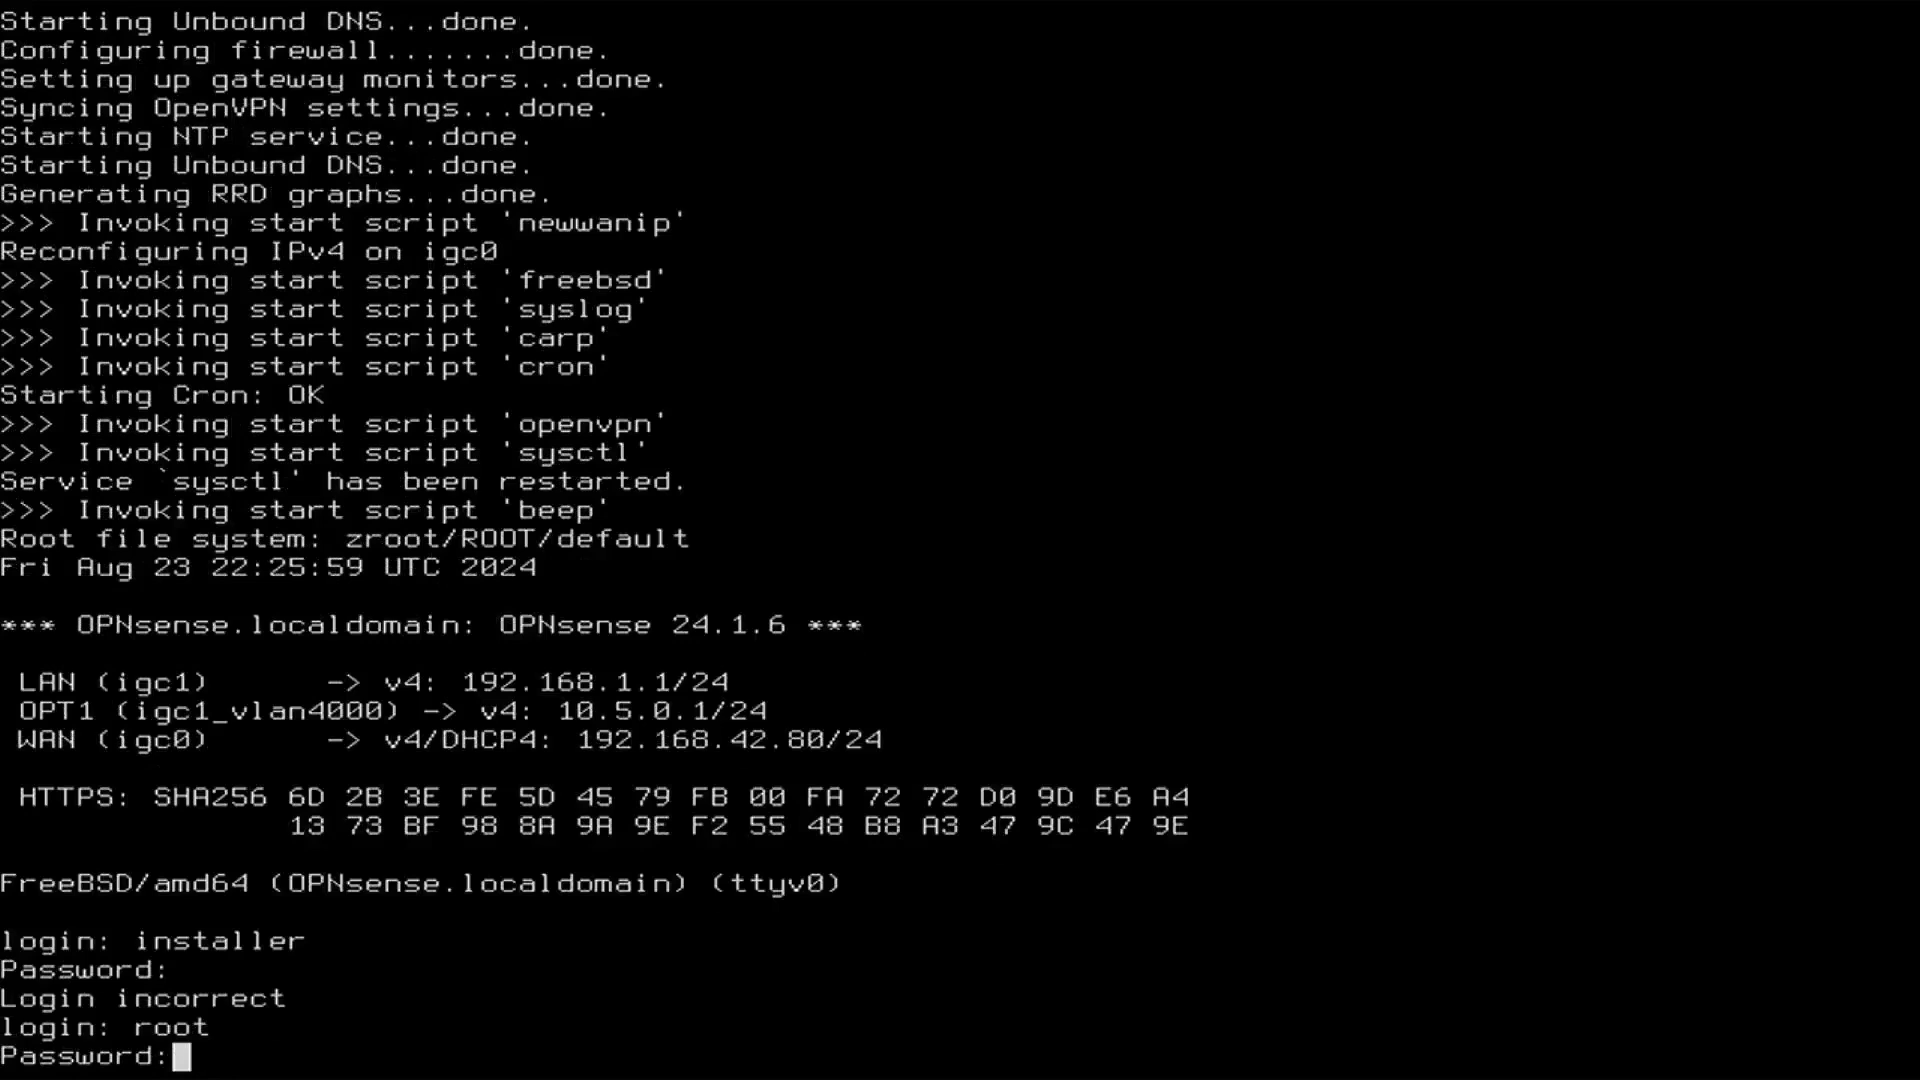 Starting Unbound DNS...done.
Configuring firewall.......done.
Setting up gateway monitors...done.
Syncing OpenVPN settings...done.
Starting NTP service...done.
Starting Unbound DNS...done.
Generating RRD graphs...done.
>>> Invoking start script 'newwanip'
Reconfiguring IPv4 on igc0
>>> Invoking start script 'freebsd'
>>> Invoking start script 'syslog'
>>> Invoking start script 'carp'
>>> Invoking start script 'cron'
Starting Cron: OK
>>> Invoking start script 'openvpn'
>>> Invoking start script 'sysctl'
Service `sysctl' has been restarted.
>>> Invoking start script 'beep'
Root file system: zroot/ROOT/default
Fri Aug 23 22:25:59 UTC 2024
*** OPNsense.localdomain: OPNsense 24.1.6 ***
LAN (igc1) -> v4: 192.168.1.1/24
OPT1 (igc1_vlan4000) -> v4: 10.5.0.1/24
WAN (igc0) -> v4/DHCP4: 192.168.42.80/24
HTTPS: SHA256 6D 2B 3E FE 5D 45 79 FB 00 FA 72 72 D0 9D E6 A4
13 73 BF 98 8A 9A 9E F2 55 48 B8 A3 47 9C 47 9E
FreeBSD/amd64 (OPNsense.localdomain) (ttyv0)
login: installer
Password:
Login incorrect
login: root
Password: